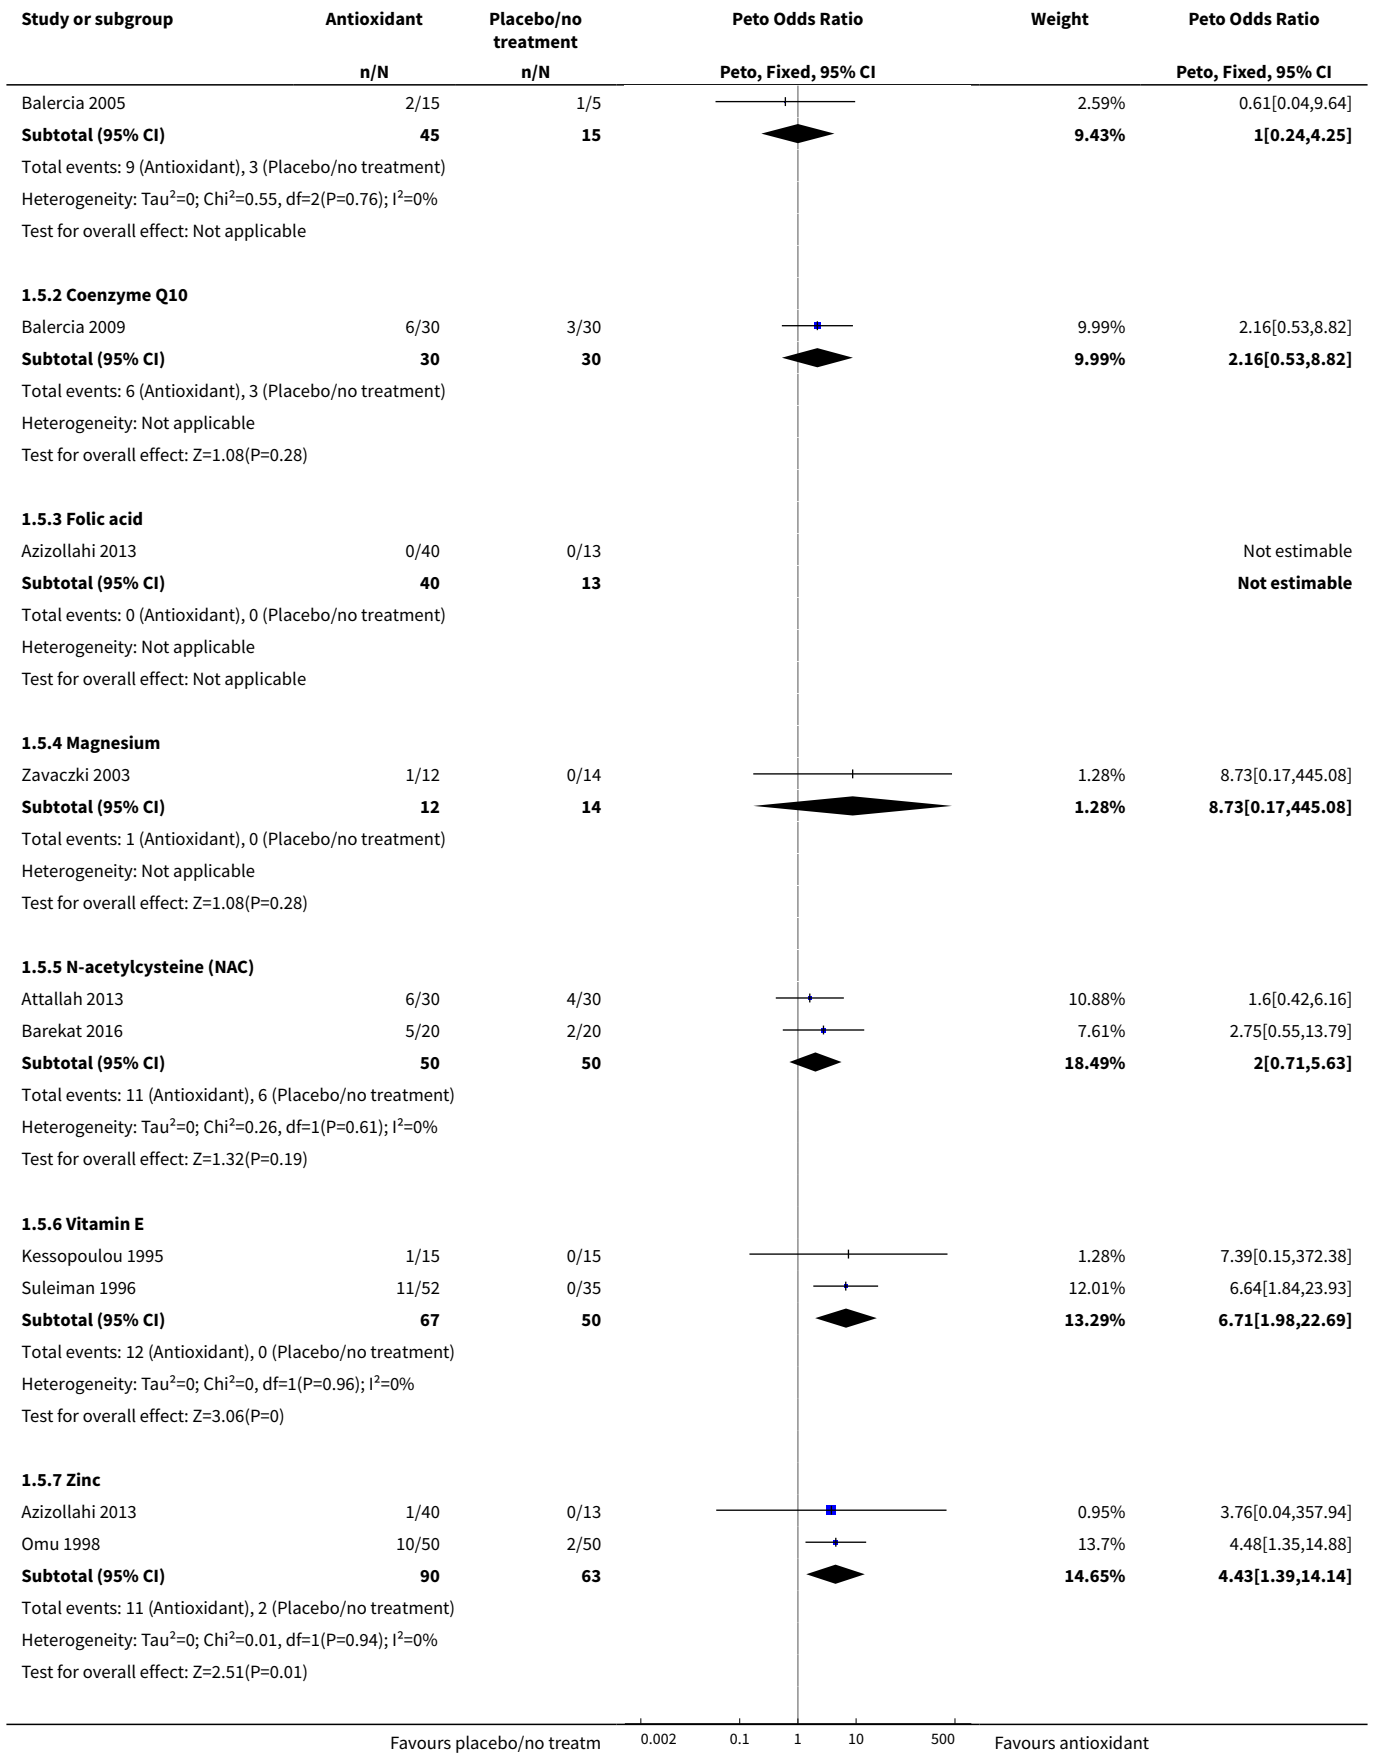 Study or subgroup Antioxidant Placebo/no Peto Odds Ratio Weight Peto Odds Ratio
treatment
n/N n/N Peto, Fixed, 95% CI Peto, Fixed, 95% CI
Balercia 2005 2/15 1/5 2.59% 0.61[0.04,9.64]
Subtotal (95% CI) 45 15 9.43% 1[0.24,4.25]
Total events: 9 (Antioxidant), 3 (Placebo/no treatment)
Heterogeneity: Tau²=0; Chi²=0.55, df=2(P=0.76); I²=0%
Test for overall effect: Not applicable
1.5.2 Coenzyme Q10
Balercia 2009 6/30 3/30 9.99% 2.16[0.53,8.82]
Subtotal (95% CI) 30 30 9.99% 2.16[0.53,8.82]
Total events: 6 (Antioxidant), 3 (Placebo/no treatment)
Heterogeneity: Not applicable
Test for overall effect: Z=1.08(P=0.28)
1.5.3 Folic acid
Azizollahi 2013 0/40 0/13 Not estimable
Subtotal (95% CI) 40 13 Not estimable
Total events: 0 (Antioxidant), 0 (Placebo/no treatment)
Heterogeneity: Not applicable
Test for overall effect: Not applicable
1.5.4 Magnesium
Zavaczki 2003 1/12 0/14 1.28% 8.73[0.17,445.08]
Subtotal (95% CI) 12 14 1.28% 8.73[0.17,445.08]
Total events: 1 (Antioxidant), 0 (Placebo/no treatment)
Heterogeneity: Not applicable
Test for overall effect: Z=1.08(P=0.28)
1.5.5 N-acetylcysteine (NAC)
Attallah 2013 6/30 4/30 10.88% 1.6[0.42,6.16]
Barekat 2016 5/20 2/20 7.61% 2.75[0.55,13.79]
Subtotal (95% CI) 50 50 18.49% 2[0.71,5.63]
Total events: 11 (Antioxidant), 6 (Placebo/no treatment)
Heterogeneity: Tau²=0; Chi²=0.26, df=1(P=0.61); I²=0%
Test for overall effect: Z=1.32(P=0.19)
1.5.6 Vitamin E
Kessopoulou 1995 1/15 0/15 1.28% 7.39[0.15,372.38]
Suleiman 1996 11/52 0/35 12.01% 6.64[1.84,23.93]
Subtotal (95% CI) 67 50 13.29% 6.71[1.98,22.69]
Total events: 12 (Antioxidant), 0 (Placebo/no treatment)
Heterogeneity: Tau²=0; Chi²=0, df=1(P=0.96); I²=0%
Test for overall effect: Z=3.06(P=0)
1.5.7 Zinc
Azizollahi 2013 1/40 0/13 0.95% 3.76[0.04,357.94]
Omu 1998 10/50 2/50 13.7% 4.48[1.35,14.88]
Subtotal (95% CI) 90 63 14.65% 4.43[1.39,14.14]
Total events: 11 (Antioxidant), 2 (Placebo/no treatment)
Heterogeneity: Tau²=0; Chi²=0.01, df=1(P=0.94); I²=0%
Test for overall effect: Z=2.51(P=0.01)
Favours placebo/no treatm 0.002 0.1 1 10 500 Favours antioxidant